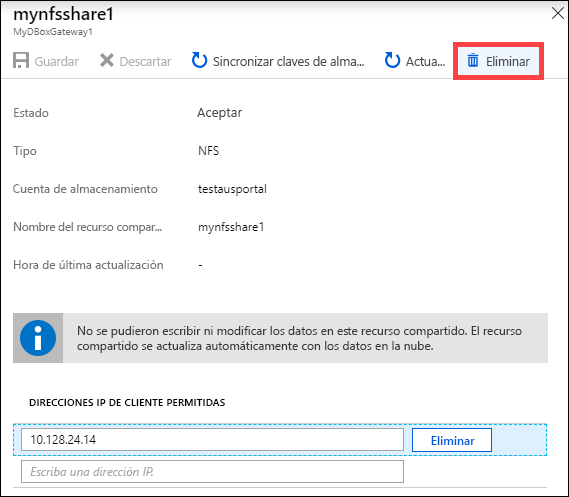 mynfsshare1
MyDBoxGateway1
Guardar Descartar Sincronizar claves de alma... Actua... Eliminar
Estado Aceptar
Tipo NFS
Cuenta de almacenamiento testausportal
Nombre del recurso compar... mynfsshare1
Hora de última actualización -
No se pudieron escribir ni modificar los datos en este recurso compartido. El recurso
compartido se actualiza automáticamente con los datos en la nube.
DIRECCIONES IP DE CLIENTE PERMITIDAS
10.128.24.14 Eliminar
Escriba una dirección IP.